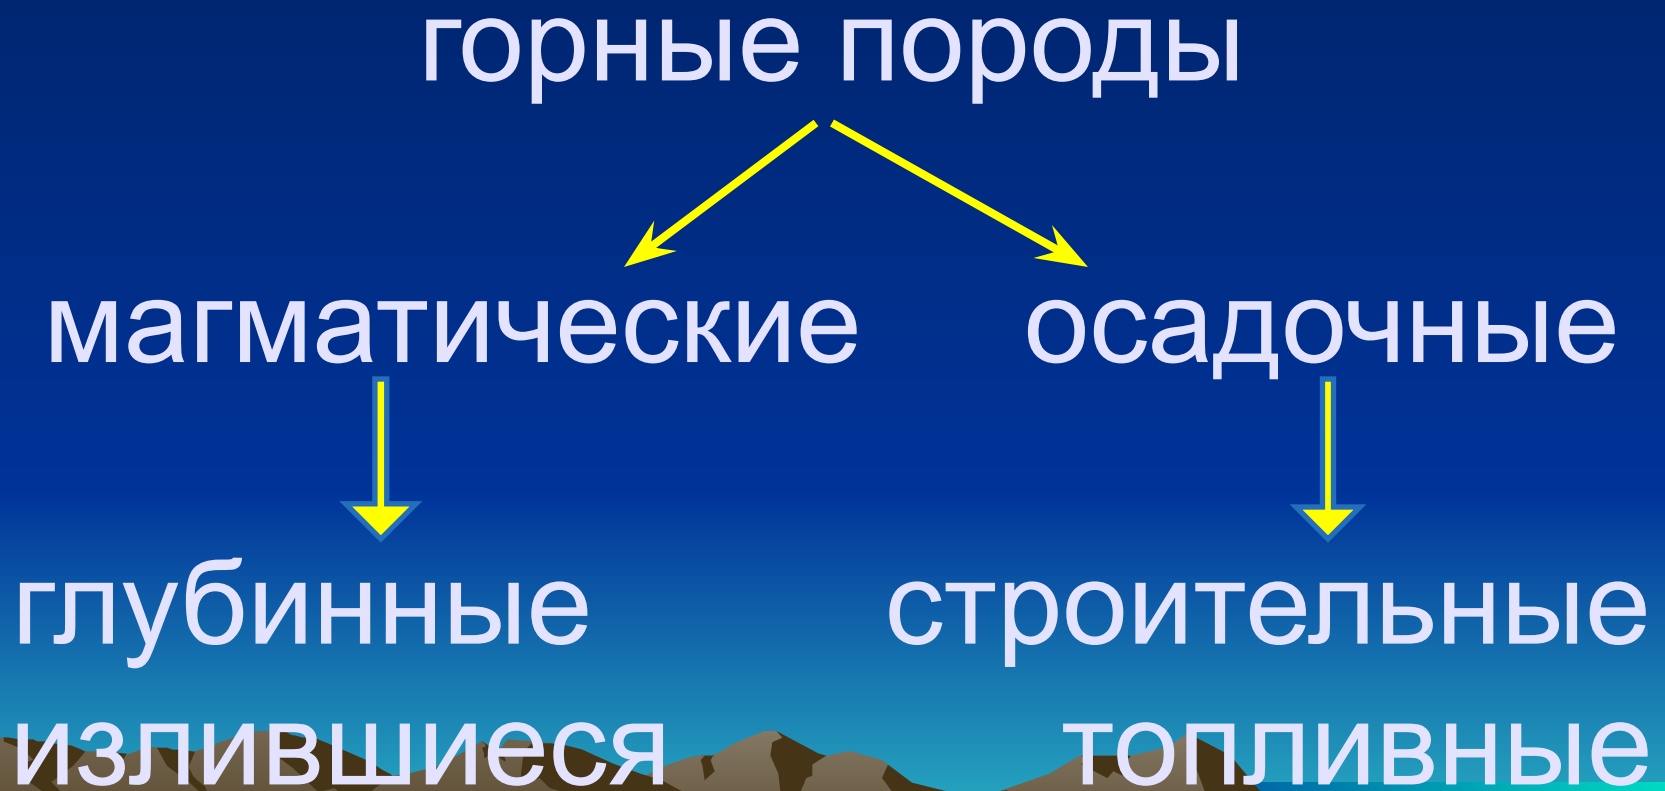 горные породы
магматические осадочные
глубинные строительные
излившиеся топливные